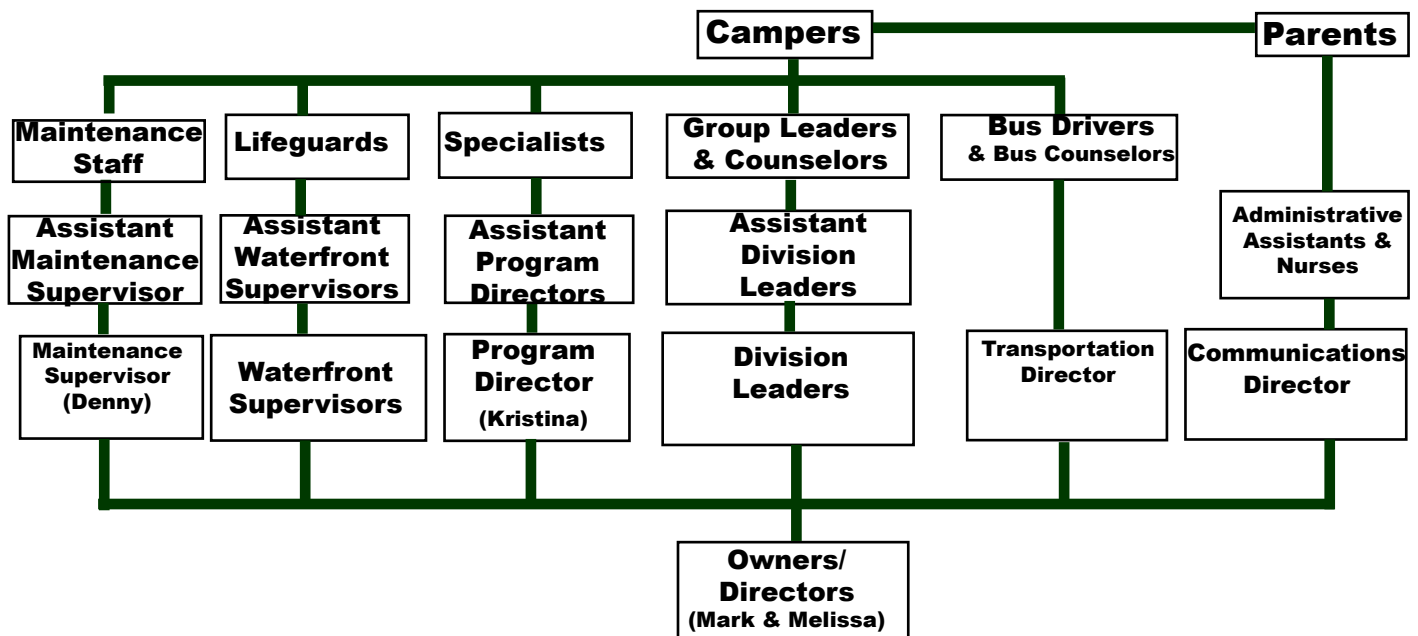 Campers
Parents
Maintenance
Staff
Lifeguards
Specialists
Group Leaders
& Counselors
Bus Drivers
& Bus Counselors
Assistant
Maintenance
Supervisor
Assistant
Waterfront
Supervisors
Assistant
Program
Directors
Assistant
Division
Leaders
Administrative
Assistants &
Nurses
Maintenance
Supervisor
(Denny)
Waterfront
Supervisors
Program
Director
(Kristina)
Division
Leaders
Transportation
Director
Communications
Director
Owners/
Directors
(Mark & Melissa)